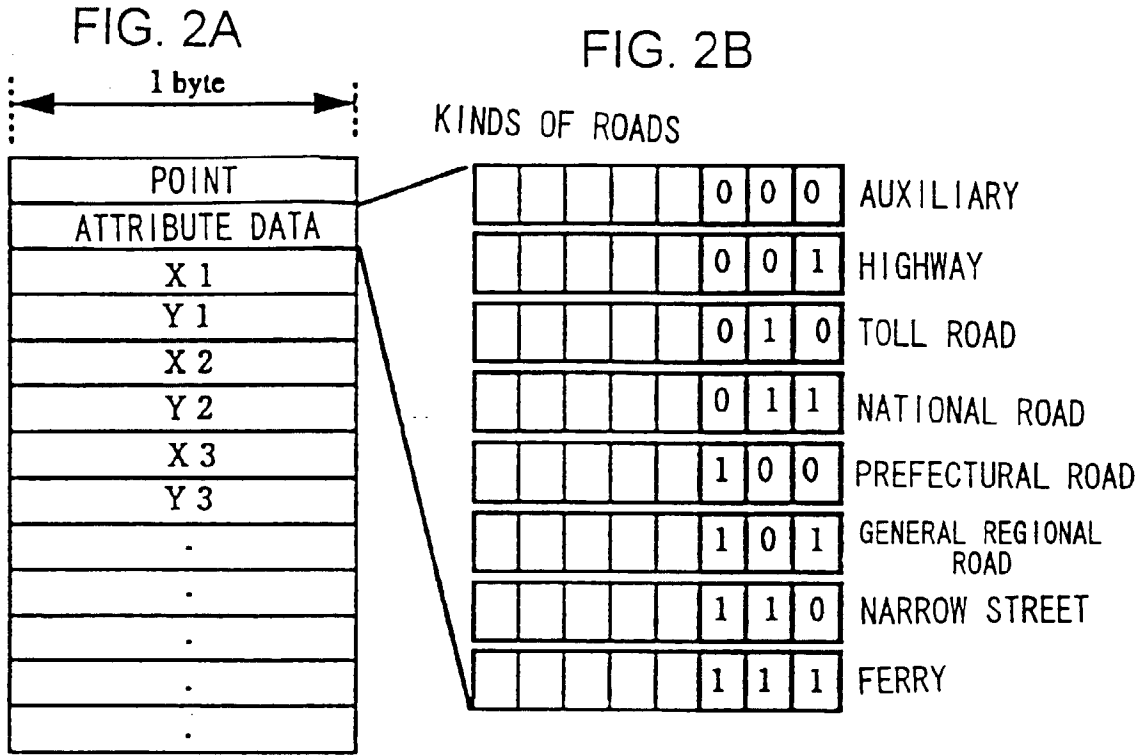 FIG. 2A
1 byte
POINT
ATTRIBUTE DATA
X 1
Y 1
X 2
Y 2
X 3
Y 3
.
.
.
.
.
FIG. 2B
KINDS OF ROADS
0 0 0 AUXILIARY
0 0 1 HIGHWAY
0 1 0 TOLL ROAD
0 1 1 NATIONAL ROAD
1 0 0 PREFECTURAL ROAD
1 0 1 GENERAL REGIONAL
ROAD
1 1 0 NARROW STREET
1 1 1 FERRY